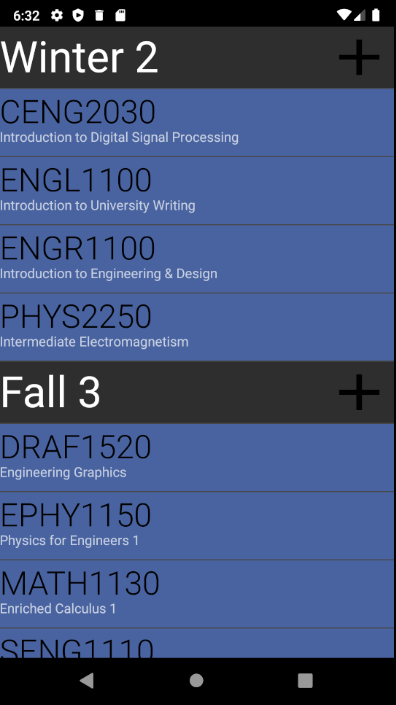 6:32
Winter 2
CENG2030
Introduction to Digital Signal Processing
ENGL1100
Introduction to University Writing
ENGR1100
Introduction to Engineering & Design
PHYS2250
Intermediate Electromagnetism
Fall 3
DRAF1520
Engineering Graphics
EPHY1150
Physics for Engineers 1
MATH1130
Enriched Calculus 1
SENG1110